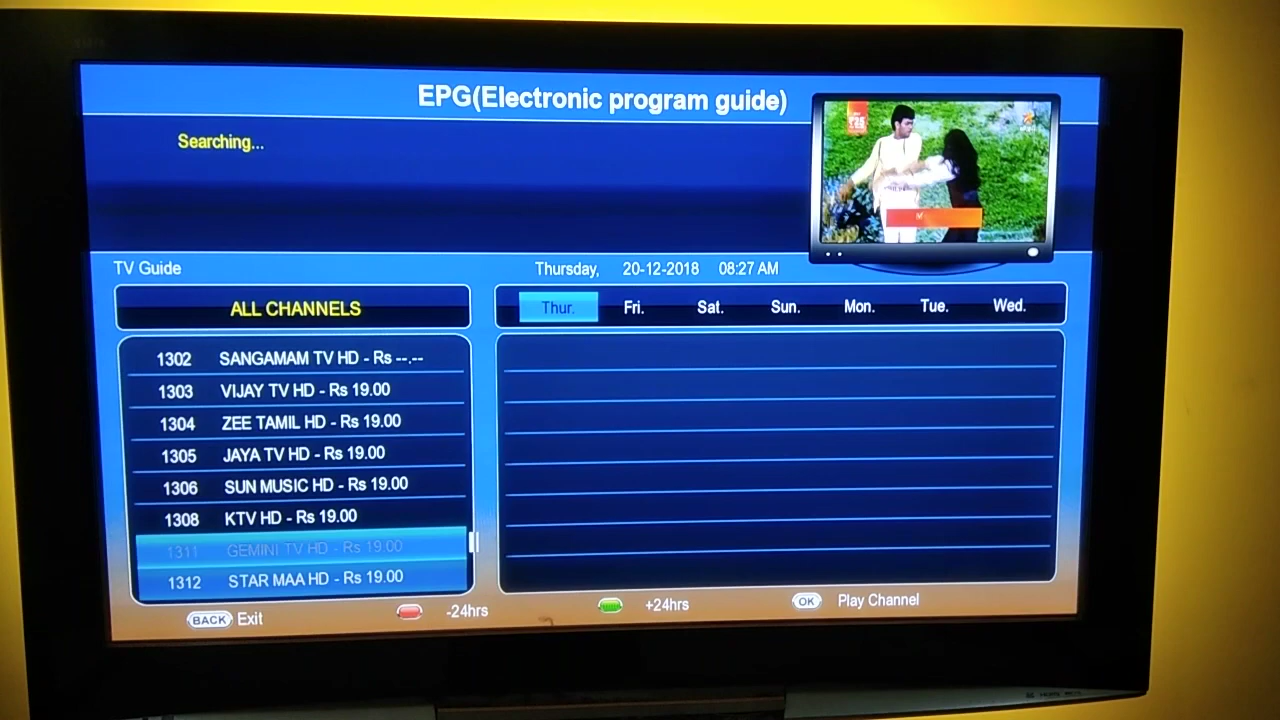 EPG(Electronic program guide)
Searching...
₹25
TV Guide
Thursday, 20-12-2018 08:27 AM
ALL CHANNELS
Thur. Fri. Sat. Sun. Mon. Tue. Wed.
1302 SANGAMAM TV HD - Rs --.--
1303 VIJAY TV HD - Rs 19.00
1304 ZEE TAMIL HD - Rs 19.00
1305 JAYA TV HD - Rs 19.00
1306 SUN MUSIC HD - Rs 19.00
1308 KTV HD - Rs 19.00
1311 GEMINI TV HD - Rs 19.00
1312 STAR MAA HD - Rs 19.00
BACK Exit -24hrs +24hrs OK Play Channel